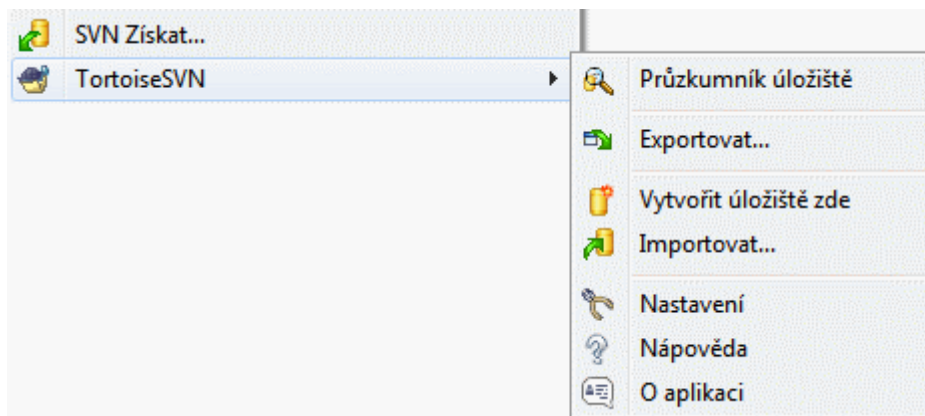 SVN Získat...
TortoiseSVN
Průzkumník úložiště
Exportovat...
Vytvořit úložiště zde
Importovat...
Nastavení
Nápověda
O aplikaci